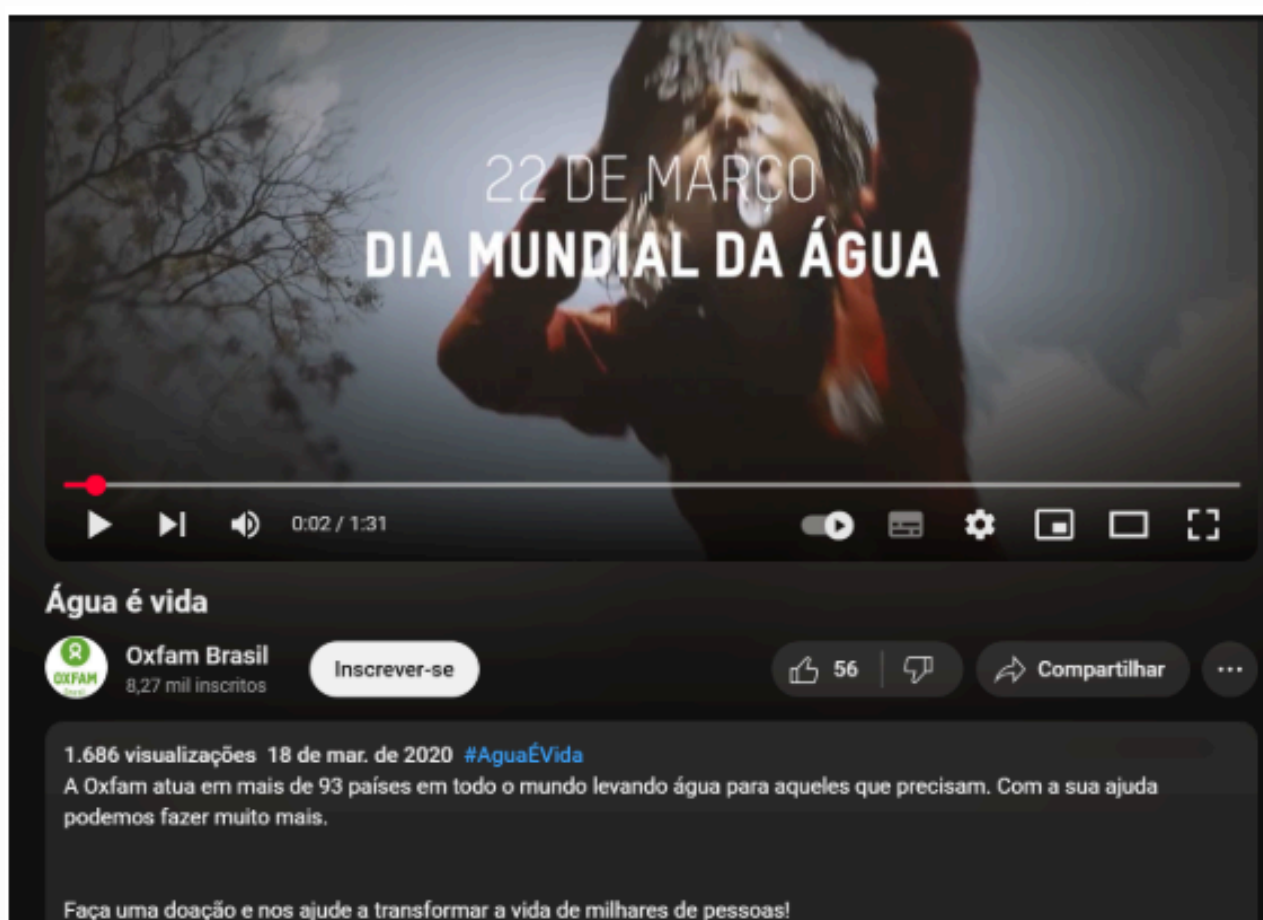 22 DE MARÇO
DIA MUNDIAL DA ÁGUA
0:02 / 1:31
Água é vida
OXFAM
Oxfam Brasil
8,27 mil inscritos
Inscrever-se
56
Compartilhar
1.686 visualizações 18 de mar. de 2020 #AguaÉVida
A Oxfam atua em mais de 93 países em todo o mundo levando água para aqueles que precisam. Com a sua ajuda
podemos fazer muito mais.
Faça uma doação e nos ajude a transformar a vida de milhares de pessoas!